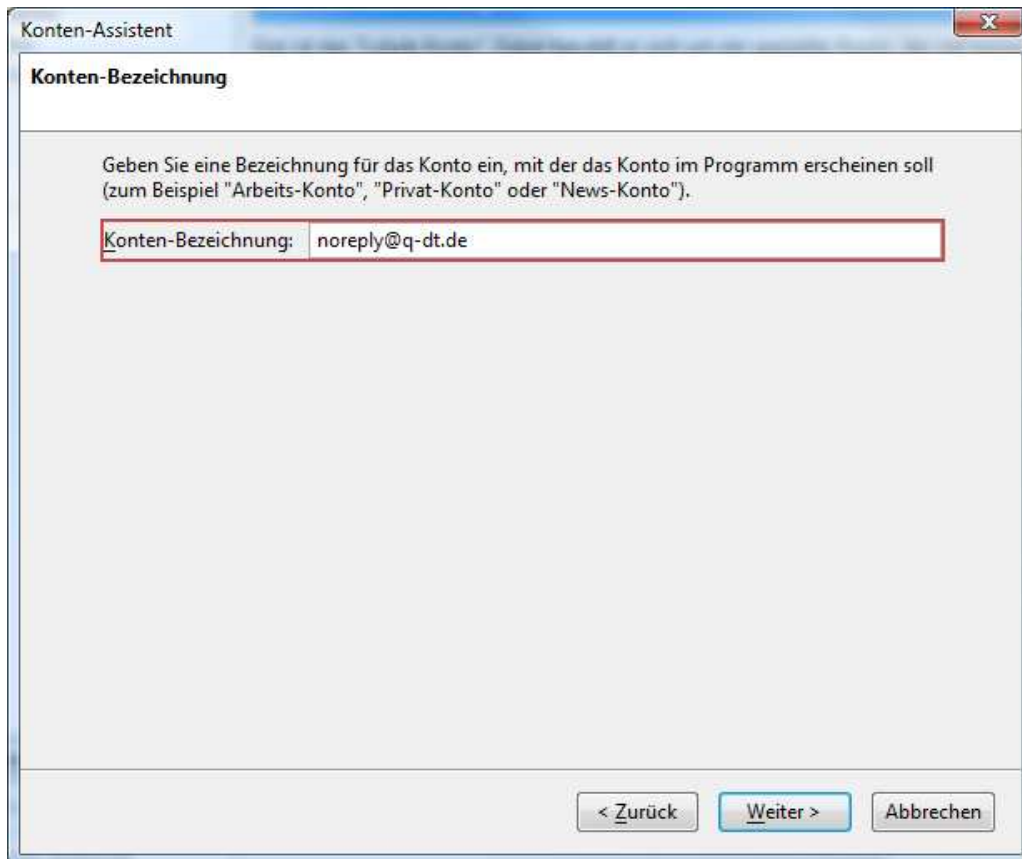 Konten-Assistent
Konten-Bezeichnung
Geben Sie eine Bezeichnung für das Konto ein, mit der das Konto im Programm erscheinen soll
(zum Beispiel "Arbeits-Konto", "Privat-Konto" oder "News-Konto").
Konten-Bezeichnung: noreply@q-dt.de
< Zurück Weiter > Abbrechen